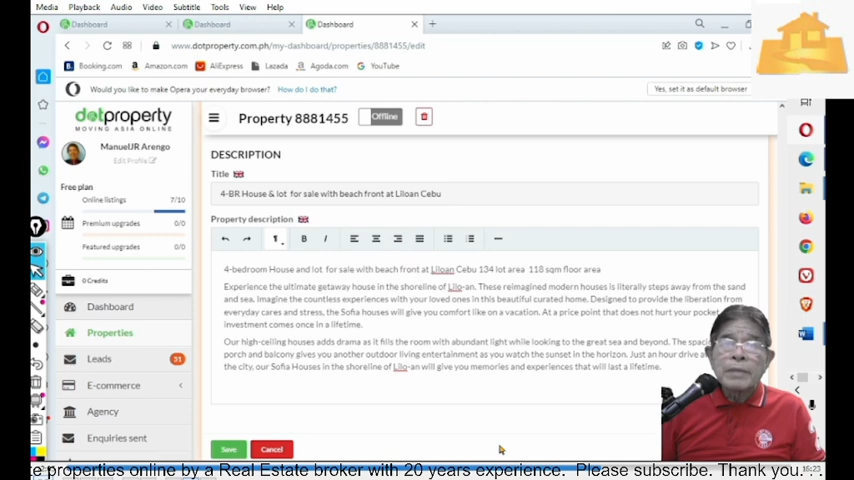 Media Playback Audio Video Subtitle Tools View Help
Dashboard Dashboard Dashboard
www.dotproperty.com.ph/my-dashboard/properties/8881455/edit
Booking.com Amazon.com AliExpress Lazada Agoda.com YouTube
Would you like to make Opera your everyday browser? How do I do that? Yes, set it as default browser
dotproperty
MOVING ASIA ONLINE
ManuelJR Arengo
Edit Profile
Free plan
Online listings 7/10
Premium upgrades 0/0
Featured upgrades 0/0
0 Credits
Dashboard
Properties
Leads 31
E-commerce
Agency
Enquiries sent
Property 8881455 Offline
DESCRIPTION
Title
4-BR House & lot for sale with beach front at Liloan Cebu
Property description
B I
4-bedroom House and lot for sale with beach front at Liloan Cebu 134 lot area 118 sqm floor area
Experience the ultimate getaway house in the shoreline of Lilo-an. These reimagined modern houses is literally steps away from the sand
and sea. Imagine the countless experiences with your loved ones in this beautiful curated home. Designed to provide the liberation from
everyday cares and stress, the Sofia houses will give you comfort like on a vacation. At a price point that does not hurt your pocket
investment comes once in a lifetime.
Our high-ceiling houses adds drama as it fills the room with abundant light while looking to the great sea and beyond. The
porch and balcony gives you another outdoor living entertainment as you watch the sunset in the horizon. Just an hour drive
the city, our Sofia Houses in the shoreline of Lilo-an will give you memories and experiences that will last a lifetime.
Save Cancel
properties online by a Real Estate broker with 20 years experience. Please subscribe. Thank you. . .
16:23